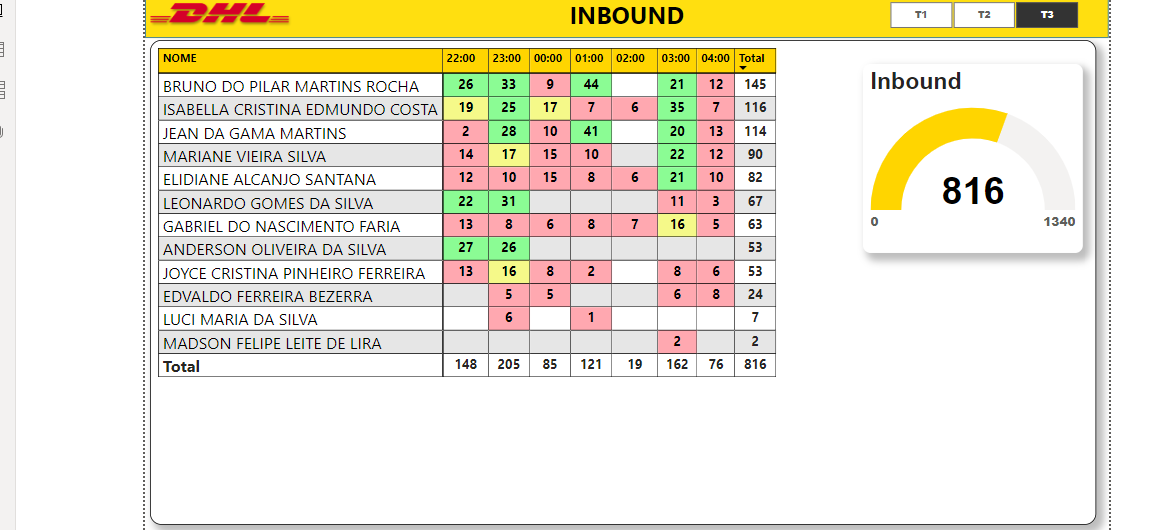 DHL
INBOUND
T1 T2 T3
NOME 22:00 23:00 00:00 01:00 02:00 03:00 04:00 Total
BRUNO DO PILAR MARTINS ROCHA 26 33 9 44 21 12 145
ISABELLA CRISTINA EDMUNDO COSTA 19 25 17 7 6 35 7 116
JEAN DA GAMA MARTINS 2 28 10 41 20 13 114
MARIANE VIEIRA SILVA 14 17 15 10 22 12 90
ELIDIANE ALCANJO SANTANA 12 10 15 8 6 21 10 82
LEONARDO GOMES DA SILVA 22 31 11 3 67
GABRIEL DO NASCIMENTO FARIA 13 8 6 8 7 16 5 63
ANDERSON OLIVEIRA DA SILVA 27 26 53
JOYCE CRISTINA PINHEIRO FERREIRA 13 16 8 2 8 6 53
EDVALDO FERREIRA BEZERRA 5 5 6 8 24
LUCI MARIA DA SILVA 6 1 7
MADSON FELIPE LEITE DE LIRA 2 2
Total 148 205 85 121 19 162 76 816
Inbound
816
0 1340